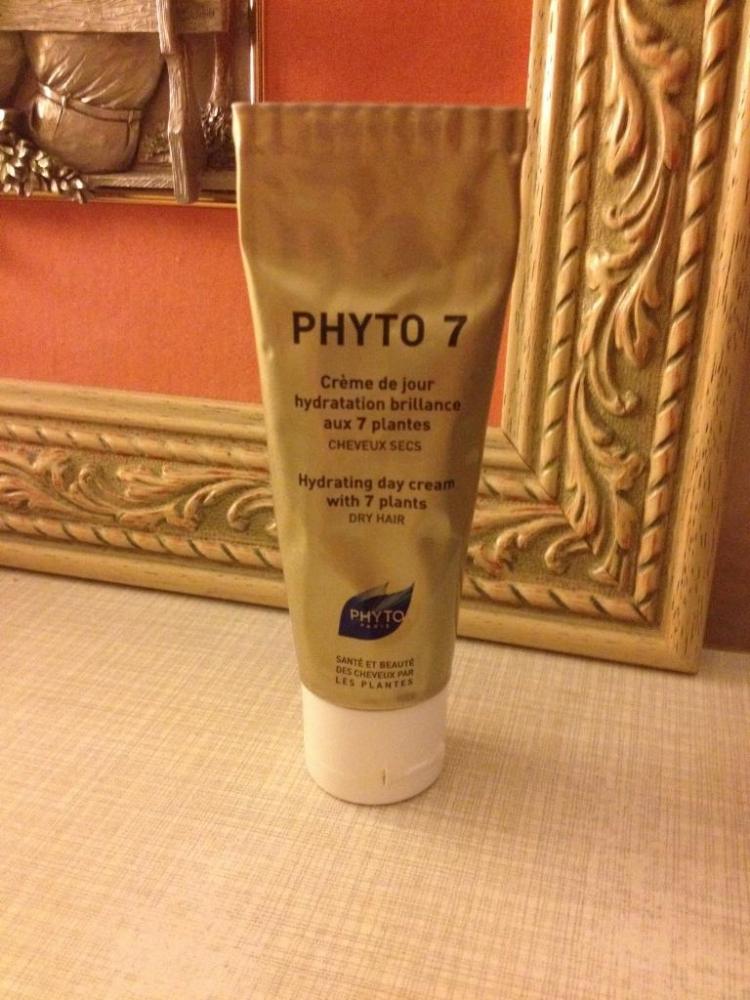 PHYTO 7
Crème de jour
hydratation brillance
aux 7 plantes
CHEVEUX SECS
Hydrating day cream
with 7 plants
DRY HAIR
PHYTO
PARIS
SANTÉ ET BEAUTÉ
DES CHEVEUX PAR
LES PLANTES